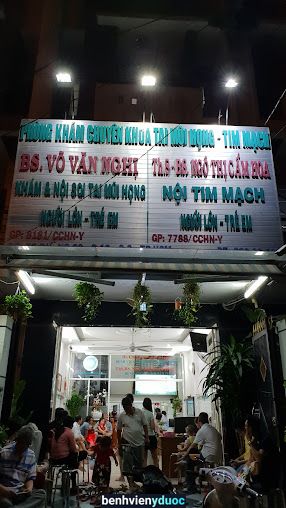 PHÒNG KHÁM CHUYÊN KHOA TAI MŨI HỌNG - TIM MẠCH
BS. VÕ VĂN NGHỊ
KHÁM & NỘI SOI TAI MŨI HỌNG
NGƯỜI LỚN - TRẺ EM
GP: 8181/CCHN-Y
ThS-BS. NGÔ THỊ CẨM HOA
NỘI TIM MẠCH
NGƯỜI LỚN - TRẺ EM
GP: 7788/CCHN-Y
benhvienyduoc